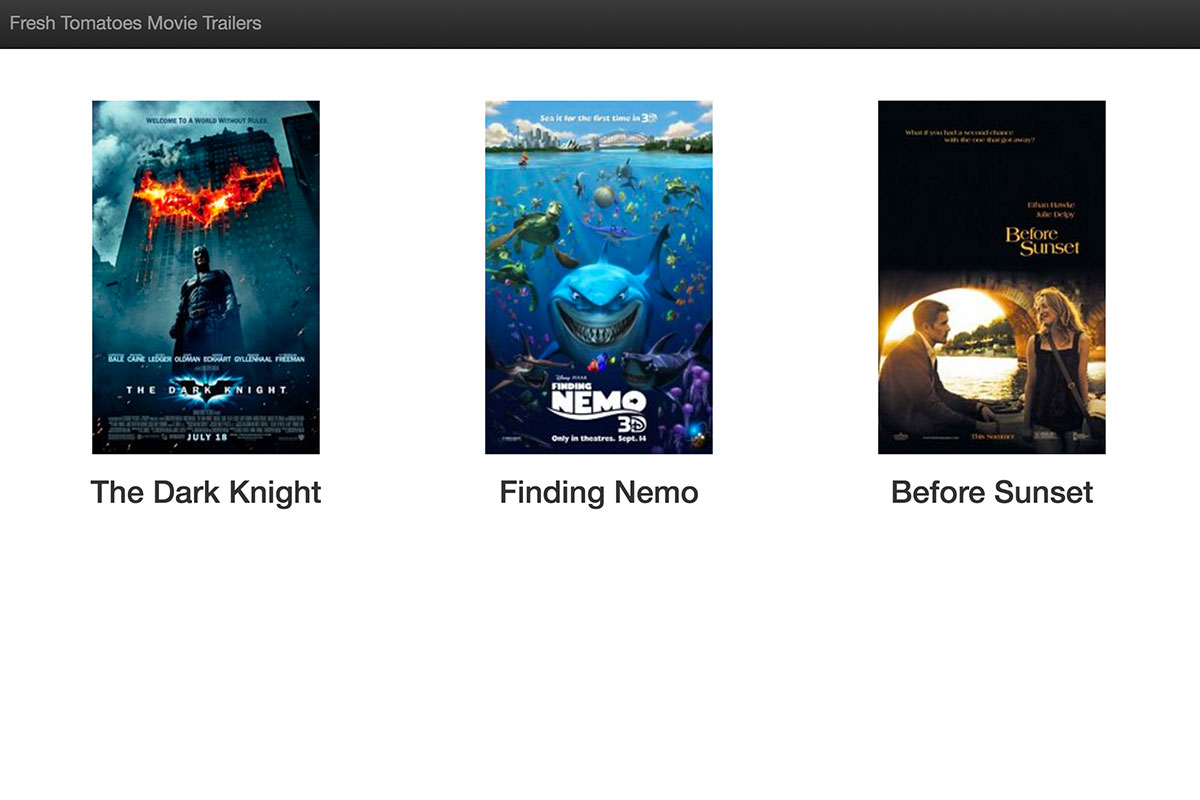 Fresh Tomatoes Movie Trailers
WELCOME TO A WORLD WITHOUT RULES.
BALE CAINE LEDGER OLDMAN ECKHART GYLLENHAAL FREEMAN
THE DARK KNIGHT
JULY 18
The Dark Knight
Sea it for the first time in 3D
Disney PIXAR
FINDING
NEMO
3D
Only in theatres. Sept. 14
Finding Nemo
What if you had a second chance
with the one that got away?
Ethan Hawke
Julie Delpy
Before
Sunset
This Summer
Before Sunset